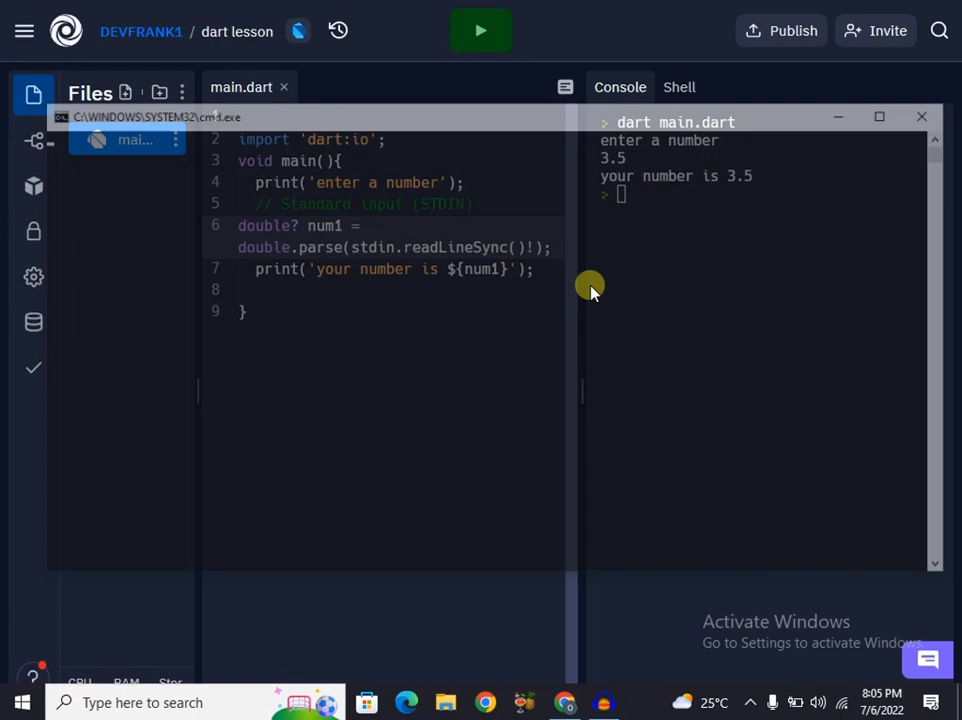 DEVFRANK1 / dart lesson
Publish
Invite
Files
main.dart
Console
Shell
C:\WINDOWS\SYSTEM32\cmd.exe
mai...
1
2 import 'dart:io';
3 void main(){
4 print('enter a number');
5 // Standard input (STDIN)
6 double? num1 =
double.parse(stdin.readLineSync()!);
7 print('your number is ${num1}');
8
9 }
> dart main.dart
enter a number
3.5
your number is 3.5
>
Activate Windows
Go to Settings to activate Windows.
CPU RAM Stor
Type here to search
25°C
8:05 PM
7/6/2022